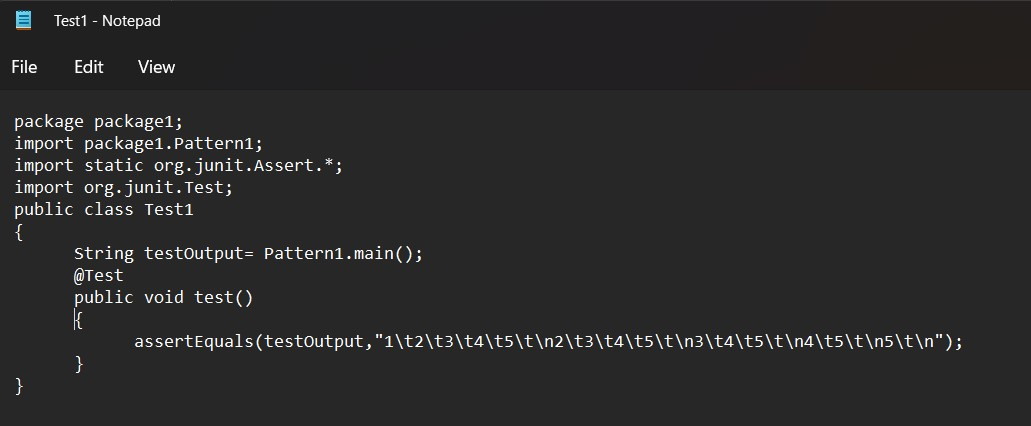 Test1 - Notepad
File Edit View
package package1;
import package1.Pattern1;
import static org.junit.Assert.*;
import org.junit.Test;
public class Test1
{
String testOutput= Pattern1.main();
@Test
public void test()
{
assertEquals(testOutput,"1\t2\t3\t4\t5\t\n2\t3\t4\t5\t\n3\t4\t5\t\n4\t5\t\n5\t\n");
}
}